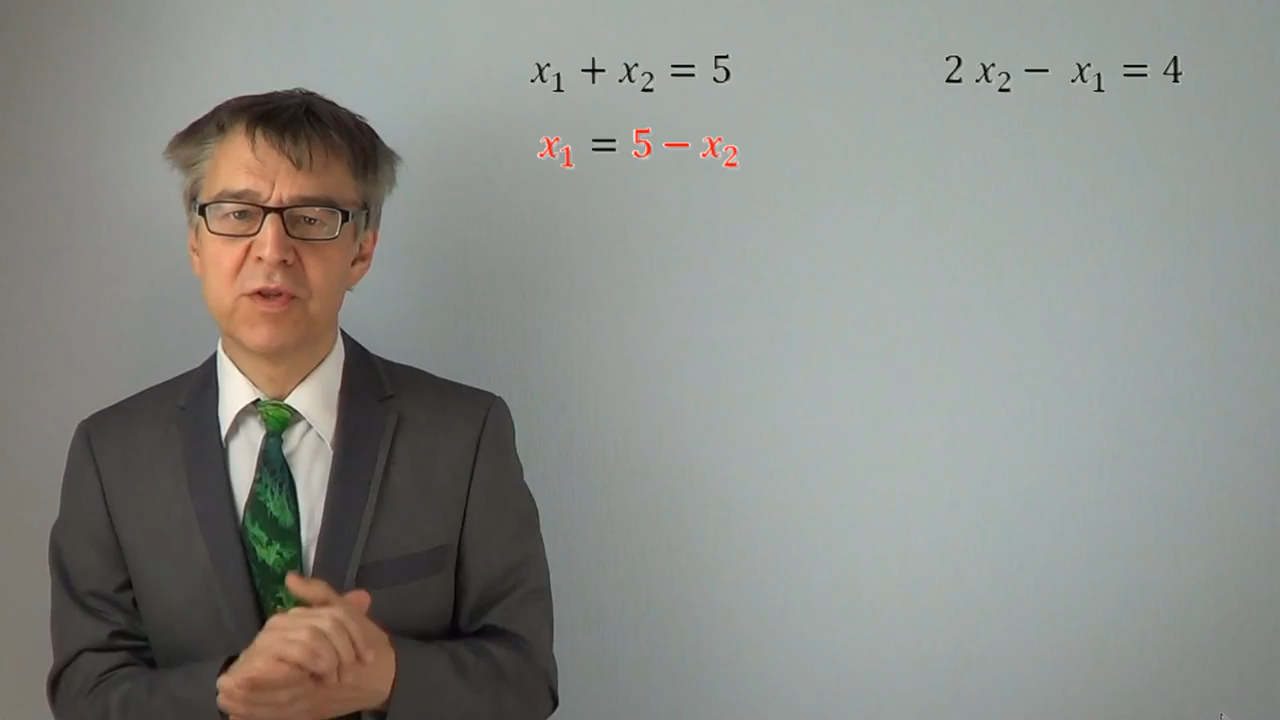 x₁ + x₂ = 5
2 x₂ − x₁ = 4
x₁ = 5 − x₂